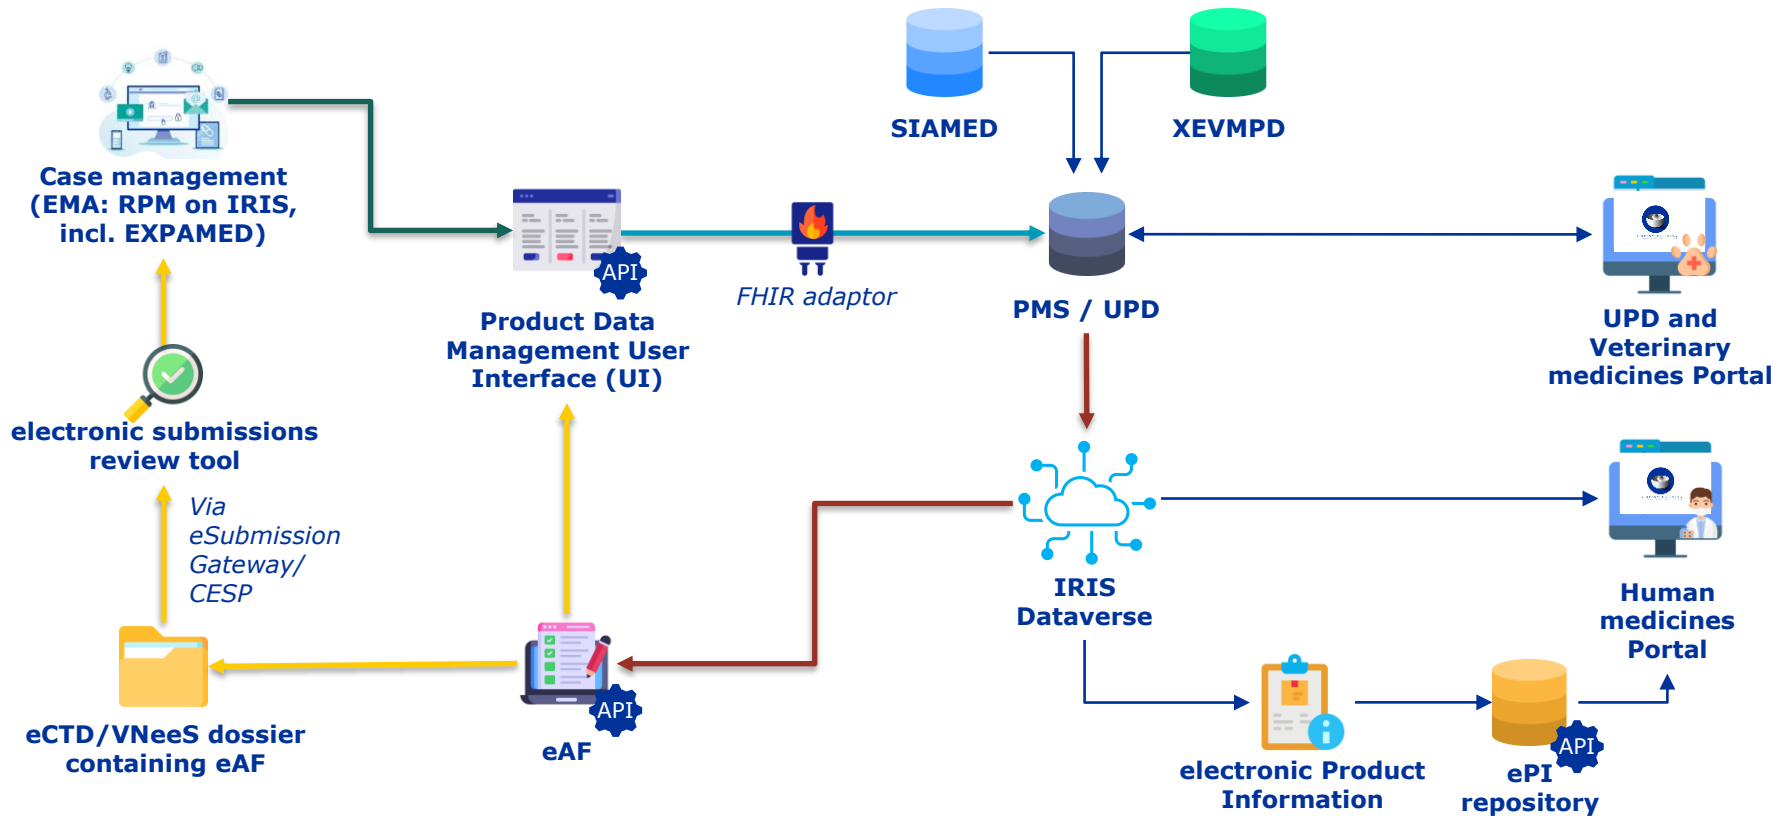 SIAMED
XEVMPD
Case management
(EMA: RPM on IRIS,
incl. EXPAMED)
API
FHIR adaptor
Product Data
Management User
Interface (UI)
PMS / UPD
UPD and
Veterinary
medicines Portal
electronic submissions
review tool
Via
eSubmission
Gateway/
CESP
IRIS
Dataverse
Human
medicines
Portal
eCTD/VNeeS dossier
containing eAF
API
eAF
electronic Product
Information
API
ePI
repository